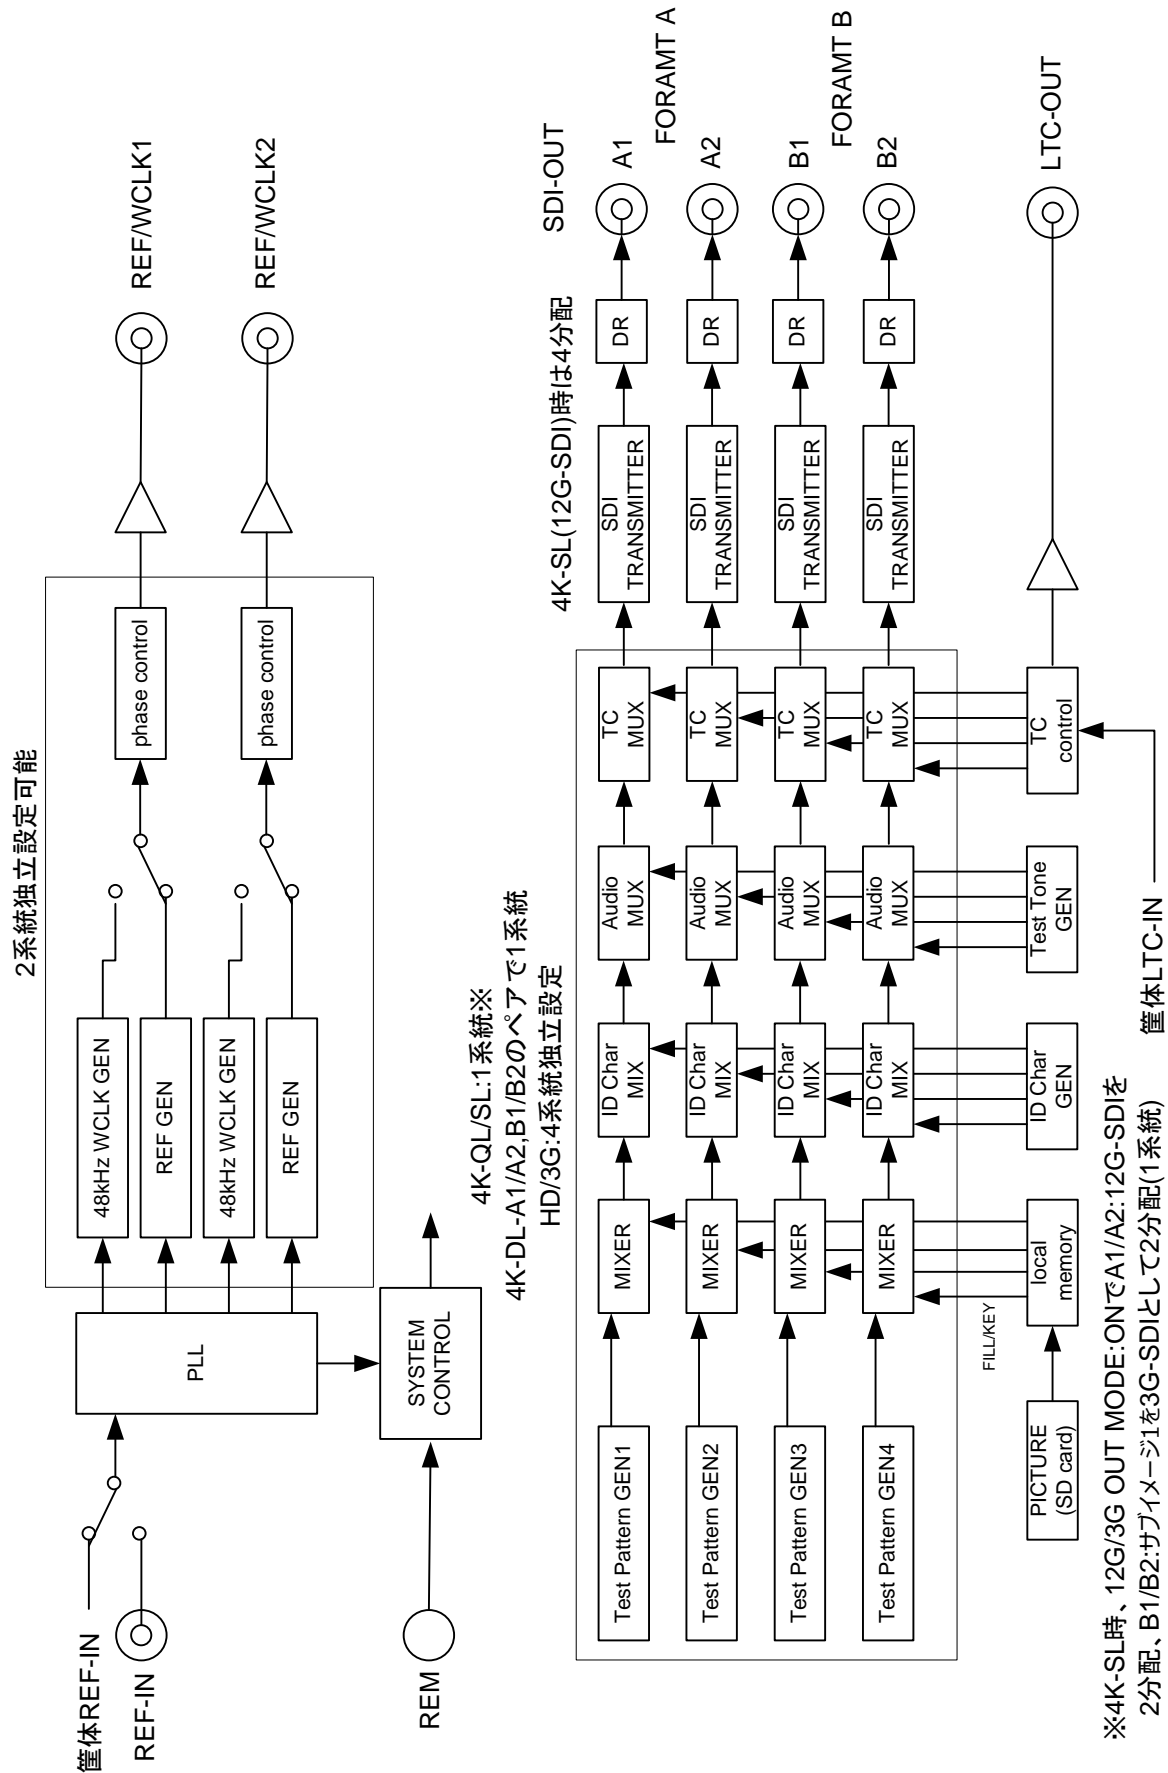 筐体REF-IN
REF-IN
PLL
2系統独立設定可能
48kHz WCLK GEN
REF GEN
48kHz WCLK GEN
REF GEN
phase control
phase control
REF/WCLK1
REF/WCLK2
REM
SYSTEM
CONTROL
4K-QL/SL:1系統※
4K-DL-A1/A2,B1/B2のペアで1系統
HD/3G:4系統独立設定
4K-SL(12G-SDI)時は4分配
SDI-OUT
Test Pattern GEN1
MIXER
ID Char
MIX
Audio
MUX
TC
MUX
SDI
TRANSMITTER
DR
A1
FORAMT A
Test Pattern GEN2
MIXER
ID Char
MIX
Audio
MUX
TC
MUX
SDI
TRANSMITTER
DR
A2
Test Pattern GEN3
MIXER
ID Char
MIX
Audio
MUX
TC
MUX
SDI
TRANSMITTER
DR
B1
FORAMT B
Test Pattern GEN4
MIXER
ID Char
MIX
Audio
MUX
TC
MUX
SDI
TRANSMITTER
DR
B2
FILL/KEY
PICTURE
(SD card)
local
memory
ID Char
GEN
Test Tone
GEN
TC
control
LTC-OUT
筐体LTC-IN
※4K-SL時、12G/3G OUT MODE:ONでA1/A2:12G-SDIを
2分配、B1/B2:サブイメージ1を3G-SDIとして2分配(1系統)